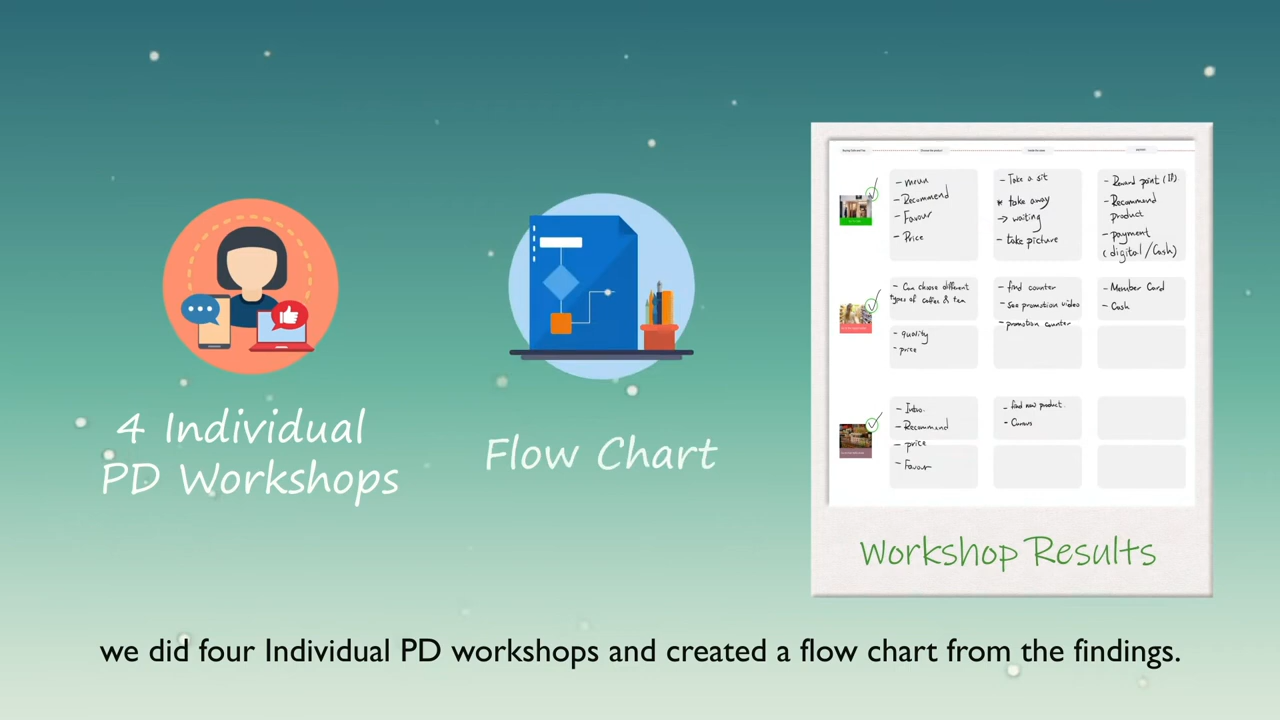 4 Individual
PD Workshops
Flow Chart
- menu
- Recommend
- Favour
- Price
- Take a sit
* take away
→ waiting
- take picture
- Reward point (
- Recommend
product
- payment
(digital/Cash)
- Can choose different
types of coffee & tea
- quality
- price
- find counter
- see promotion video
- promotion counter
- Member Card
- Cash
- Intro.
- Recommend
- price
- Favour
- find new product.
Workshop Results
we did four Individual PD workshops and created a flow chart from the findings.